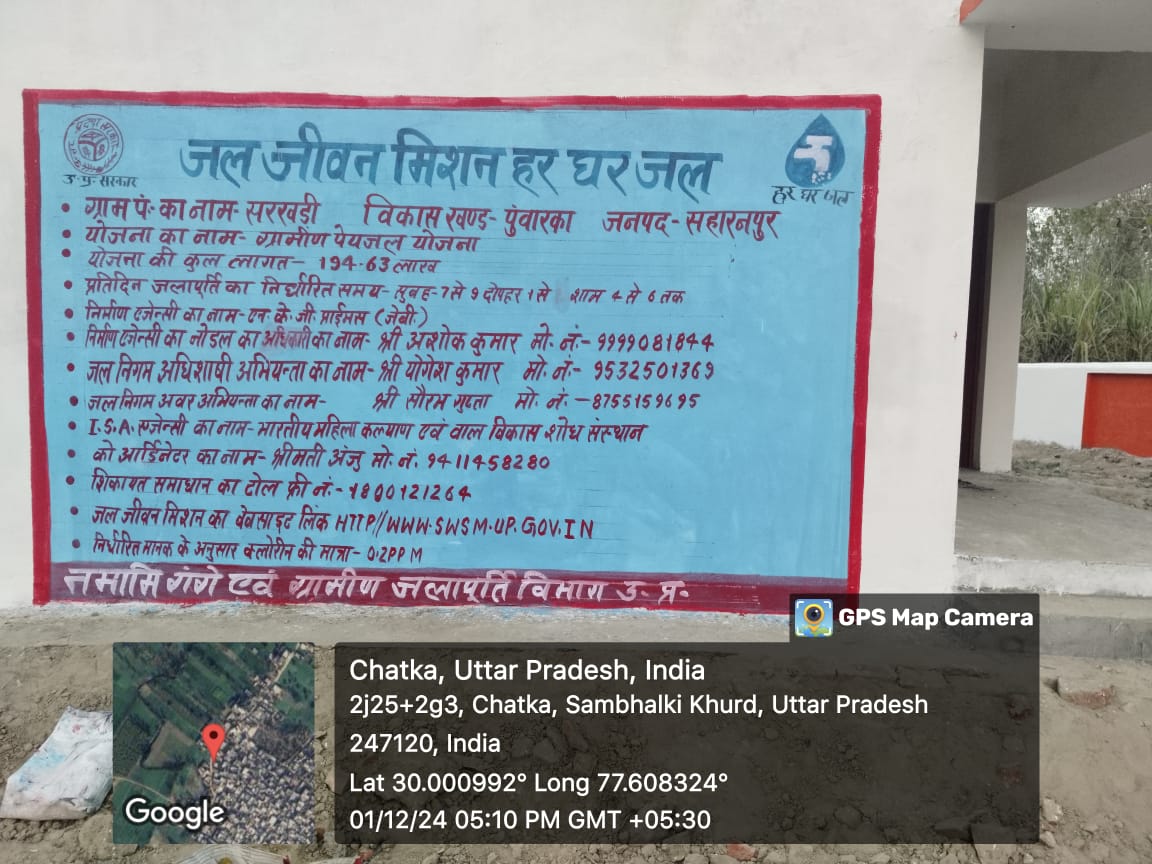 उ.प्र. सरकार
जल जीवन मिशन हर घर जल
हर घर जल
• ग्राम पं. का नाम- सरखड़ी विकास खण्ड- पुंवारका जनपद- सहारनपुर
• योजना का नाम- ग्रामीण पेयजल योजना
• योजना की कुल लागत- 194.63 लाख
• प्रतिदिन जलापूर्ति का निर्धारित समय- सुबह- 7 से 9 दोपहर 1 से शाम 4 से 6 तक
• निर्माण एजेन्सी का नाम- एन. के. जी. प्राईमस (जेबी.)
• निर्माण एजेन्सी का नोडल का का नाम- श्री अशोक कुमार मो. नं.- 9999081844
• जल निगम अधिशाषी अभियन्ता का नाम- श्री योगेश कुमार मो. नं.- 9532501369
• जल निगम अवर अभियन्ता का नाम- श्री सौरभ गुप्ता मो. नं.- 8755159695
• I.S.A. एजेन्सी का नाम- भारतीय महिला कल्याण एवं वाल विकास शोध संस्थान
• को आर्डिनेटर का नाम- श्रीमती अंजु मो. नं. 9411458280
• शिकायत समाधान का टोल फ्री नं.- 1800121264
• जल जीवन मिशन का वेवसाइट लिंक HTTP//WWW.SWSM.UP.GOV.IN
• निर्धारित मानक के अनुसार क्लोरीन की मात्रा- 0.2PPM
नमामि गंगे एवं ग्रामीण जलापूर्ति विभाग उ. प्र.
GPS Map Camera
Chatka, Uttar Pradesh, India
2j25+2g3, Chatka, Sambhalki Khurd, Uttar Pradesh
247120, India
Lat 30.000992° Long 77.608324°
01/12/24 05:10 PM GMT +05:30
Google